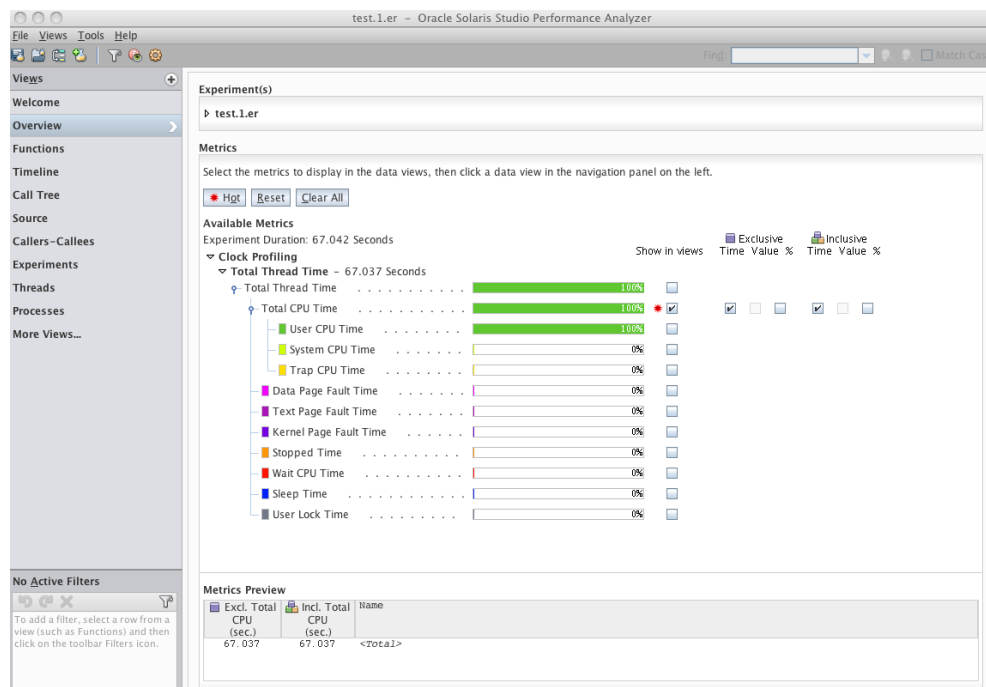 test.1.er – Oracle Solaris Studio Performance Analyzer
File Views Tools Help
Find: Match Cas
Views
Welcome
Overview
Functions
Timeline
Call Tree
Source
Callers-Callees
Experiments
Threads
Processes
More Views...
Experiment(s)
test.1.er
Metrics
Select the metrics to display in the data views, then click a data view in the navigation panel on the left.
Hot Reset Clear All
Available Metrics
Experiment Duration: 67.042 Seconds
Exclusive Inclusive
Show in views Time Value % Time Value %
Clock Profiling
Total Thread Time – 67.037 Seconds
Total Thread Time . . . . . . . . . . . 100%
Total CPU Time . . . . . . . . . . . 100%
User CPU Time . . . . . . . . 100%
System CPU Time . . . . . . . 0%
Trap CPU Time . . . . . . . . 0%
Data Page Fault Time . . . . . . . 0%
Text Page Fault Time . . . . . . . 0%
Kernel Page Fault Time . . . . . . 0%
Stopped Time . . . . . . . . . . 0%
Wait CPU Time . . . . . . . . . . 0%
Sleep Time . . . . . . . . . . . . 0%
User Lock Time . . . . . . . . . 0%
No Active Filters
To add a filter, select a row from a
view (such as Functions) and then
click on the toolbar Filters icon.
Metrics Preview
Excl. Total Incl. Total Name
CPU CPU
(sec.) (sec.)
67.037 67.037 <Total>